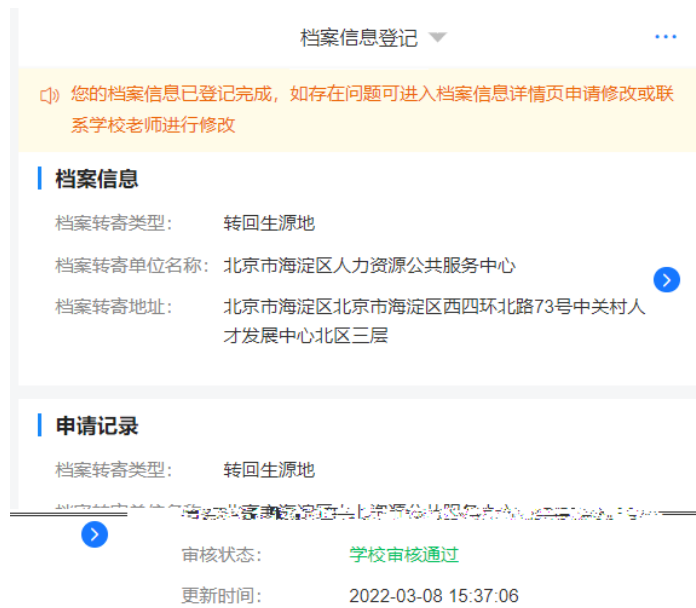 档案信息登记
您的档案信息已登记完成，如存在问题可进入档案信息详情页申请修改或联
系学校老师进行修改
档案信息
档案转寄类型： 转回生源地
档案转寄单位名称： 北京市海淀区人力资源公共服务中心
档案转寄地址： 北京市海淀区北京市海淀区西四环北路73号中关村人
才发展中心北区三层
申请记录
档案转寄类型： 转回生源地
审核状态： 学校审核通过
更新时间： 2022-03-08 15:37:06